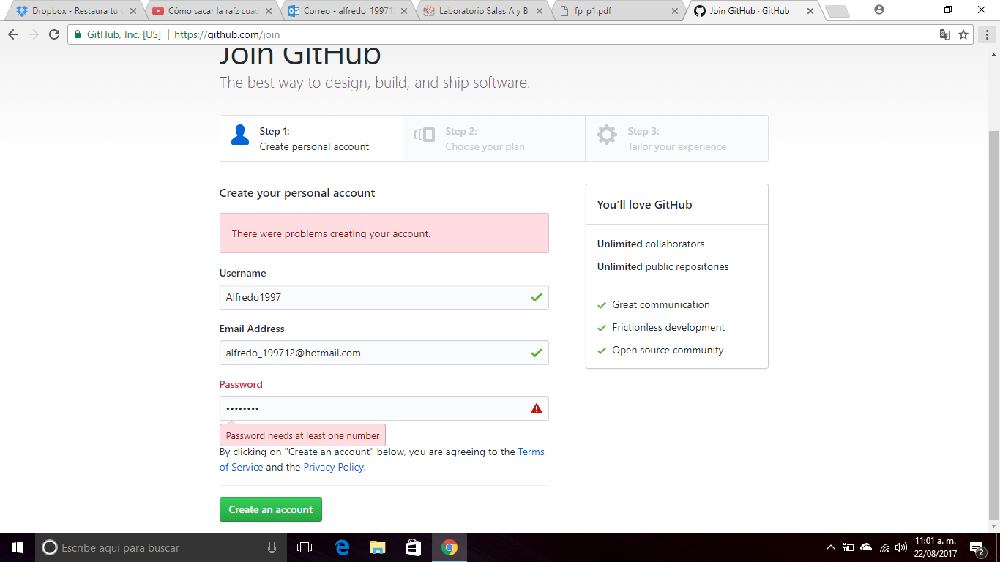 Dropbox - Restaura tu
Cómo sacar la raíz cuad
Correo - alfredo_19971
Laboratorio Salas A y B
fp_p1.pdf
Join GitHub · GitHub
GitHub, Inc. [US]
https://github.com/join
Join GitHub
The best way to design, build, and ship software.
Step 1:
Create personal account
Step 2:
Choose your plan
Step 3:
Tailor your experience
Create your personal account
There were problems creating your account.
Username
Alfredo1997
Email Address
alfredo_199712@hotmail.com
Password
••••••••
Password needs at least one number
By clicking on "Create an account" below, you are agreeing to the Terms
of Service and the Privacy Policy.
Create an account
You'll love GitHub
Unlimited collaborators
Unlimited public repositories
Great communication
Frictionless development
Open source community
Escribe aquí para buscar
11:01 a. m.
22/08/2017
2